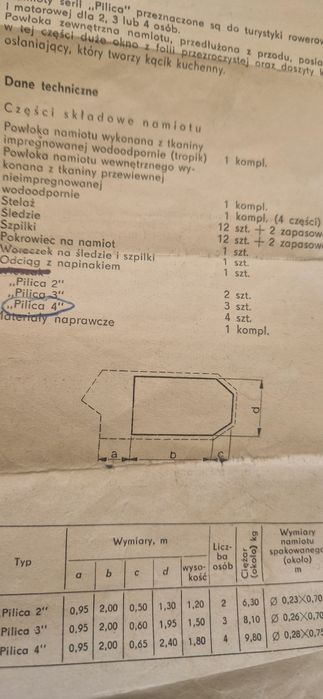 serii „Pilica” przeznaczone są do turystyki rowerow
i motorowej dla 2, 3 lub 4 osób.
Powłoka zewnętrzna namiotu, przedłużona z przodu, posia
w tej części duże okno z folii przezroczystej oraz doszyty
osłaniający, który tworzy kącik kuchenny.
Dane techniczne
Części składowe namiotu
Powłoka namiotu wykonana z tkaniny
impregnowanej wodoodpornie (tropik) 1 kompl.
Powłoka namiotu wewnętrznego wy-
konana z tkaniny przewiewnej
nieimpregnowanej
wodoodpornie 1 kompl.
Stelaż 1 kompl. (4 części)
Śledzie 12 szt. + 2 zapasowe
Szpilki 12 szt. + 2 zapasowe
Pokrowiec na namiot 1 szt.
Woreczek na śledzie i szpilki 1 szt.
Odciąg z napinakiem 1 szt.
„Pilica 2” 2 szt.
„Pilica 3” 3 szt.
„Pilica 4” 4 szt.
Materiały naprawcze 1 kompl.
a b c d
Typ Wymiary, m Licz-ba osób Ciężar (około) kg Wymiary namiotu spakowanego (około) m
a b c d wyso-kość
Pilica 2” 0,95 2,00 0,50 1,30 1,20 2 6,30 Ø 0,23×0,70
Pilica 3” 0,95 2,00 0,60 1,95 1,50 3 8,10 Ø 0,26×0,70
Pilica 4” 0,95 2,00 0,65 2,40 1,80 4 9,80 Ø 0,28×0,75